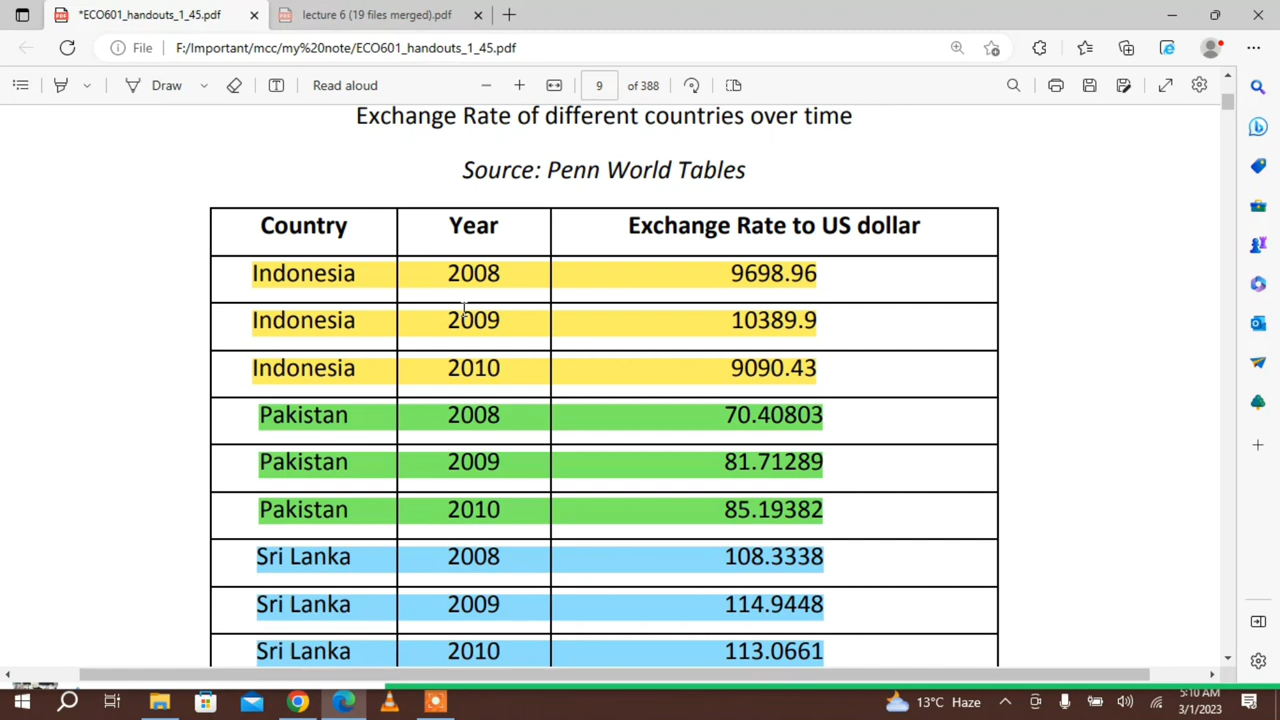 *ECO601_handouts_1_45.pdf
lecture 6 (19 files merged).pdf
File F:/Important/mcc/my%20note/ECO601_handouts_1_45.pdf
Draw Read aloud 9 of 388
Exchange Rate of different countries over time
Source: Penn World Tables
Country Year Exchange Rate to US dollar
Indonesia 2008 9698.96
Indonesia 2009 10389.9
Indonesia 2010 9090.43
Pakistan 2008 70.40803
Pakistan 2009 81.71289
Pakistan 2010 85.19382
Sri Lanka 2008 108.3338
Sri Lanka 2009 114.9448
Sri Lanka 2010 113.0661
13°C Haze
5:10 AM
3/1/2023